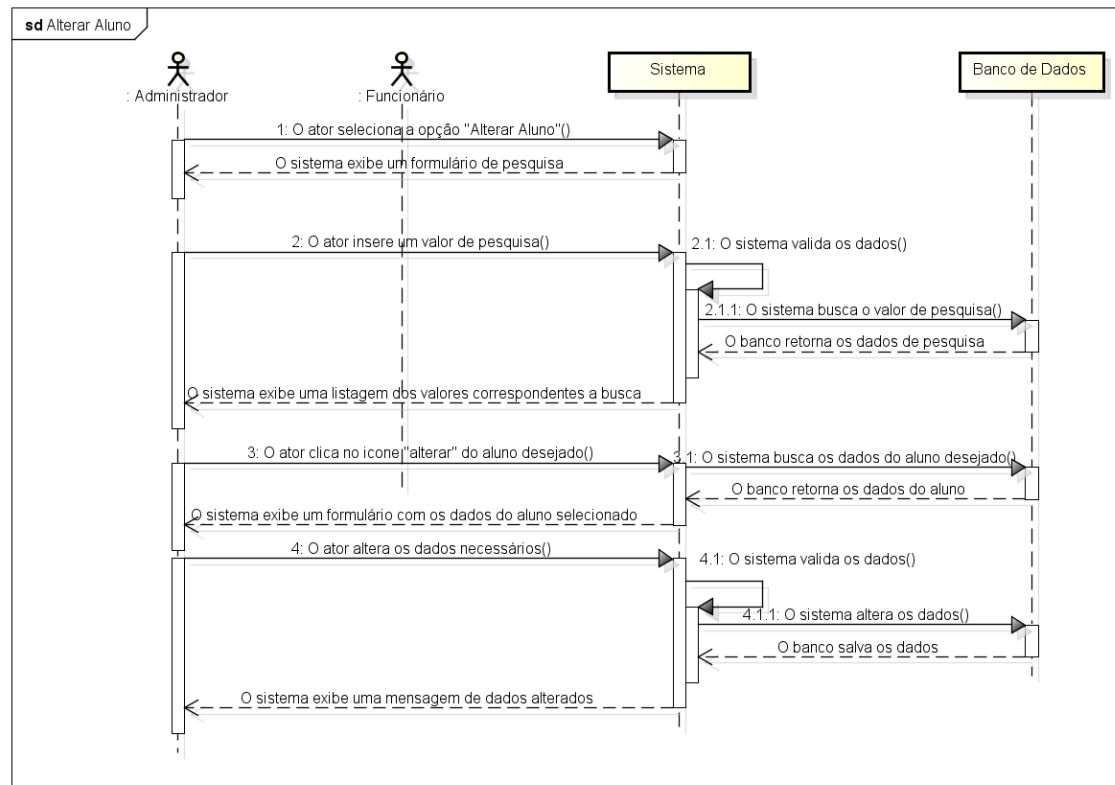 sd Alterar Aluno
: Administrador
: Funcionário
Sistema
Banco de Dados
1: O ator seleciona a opção "Alterar Aluno"()
O sistema exibe um formulário de pesquisa
2: O ator insere um valor de pesquisa()
2.1: O sistema valida os dados()
2.1.1: O sistema busca o valor de pesquisa()
O banco retorna os dados de pesquisa
O sistema exibe uma listagem dos valores correspondentes a busca
3: O ator clica no icone "alterar" do aluno desejado()
3.1: O sistema busca os dados do aluno desejado()
O banco retorna os dados do aluno
O sistema exibe um formulário com os dados do aluno selecionado
4: O ator altera os dados necessários()
4.1: O sistema valida os dados()
4.1.1: O sistema altera os dados()
O banco salva os dados
O sistema exibe uma mensagem de dados alterados